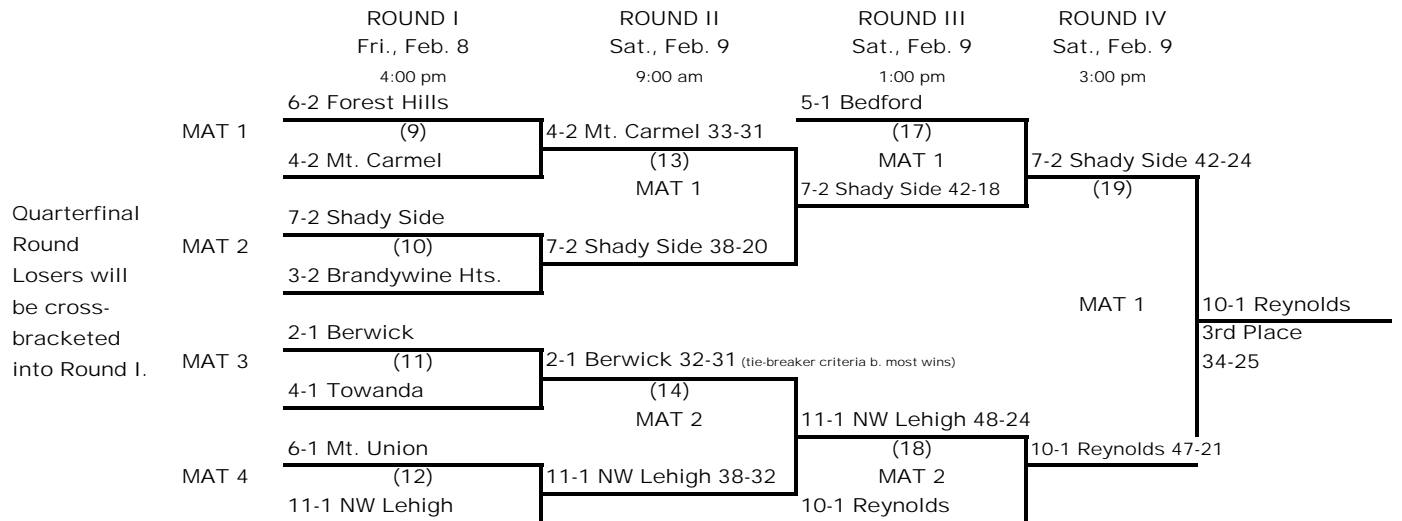 ROUND I ROUND II ROUND III ROUND IV
Fri., Feb. 8 Sat., Feb. 9 Sat., Feb. 9 Sat., Feb. 9
4:00 pm 9:00 am 1:00 pm 3:00 pm
6-2 Forest Hills 5-1 Bedford
MAT 1 (9) 4-2 Mt. Carmel 33-31 (17)
4-2 Mt. Carmel (13) MAT 1 7-2 Shady Side 42-24
MAT 1 7-2 Shady Side 42-18 (19)
Quarterfinal 7-2 Shady Side
Round MAT 2 (10) 7-2 Shady Side 38-20
Losers will 3-2 Brandywine Hts.
be cross- MAT 1 10-1 Reynolds
bracketed 2-1 Berwick 3rd Place
into Round I. MAT 3 (11) 2-1 Berwick 32-31 (tie-breaker criteria b. most wins) 34-25
4-1 Towanda (14)
MAT 2 11-1 NW Lehigh 48-24
6-1 Mt. Union (18) 10-1 Reynolds 47-21
MAT 4 (12) 11-1 NW Lehigh 38-32 MAT 2
11-1 NW Lehigh 10-1 Reynolds